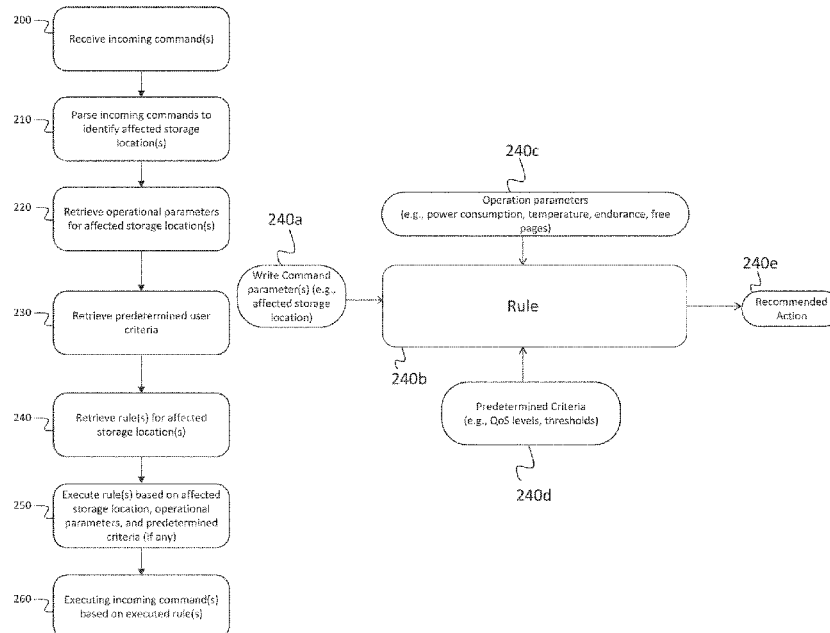 200
Receive incoming command(s)
210
Parse incoming commands to
identify affected storage
location(s)
220
Retrieve operational parameters
for affected storage location(s)
230
Retrieve predetermined user
criteria
240
Retrieve rule(s) for affected
storage location(s)
250
Execute rule(s) based on affected
storage location, operational
parameters, and predetermined
criteria (if any)
260
Executing incoming command(s)
based on executed rule(s)
240c
Operation parameters
(e.g., power consumption, temperature, endurance, free
pages)
240a
Write Command
parameter(s) (e.g.,
affected storage
location)
Rule
240b
240e
Recommended
Action
Predetermined Criteria
(e.g., QoS levels, thresholds)
240d